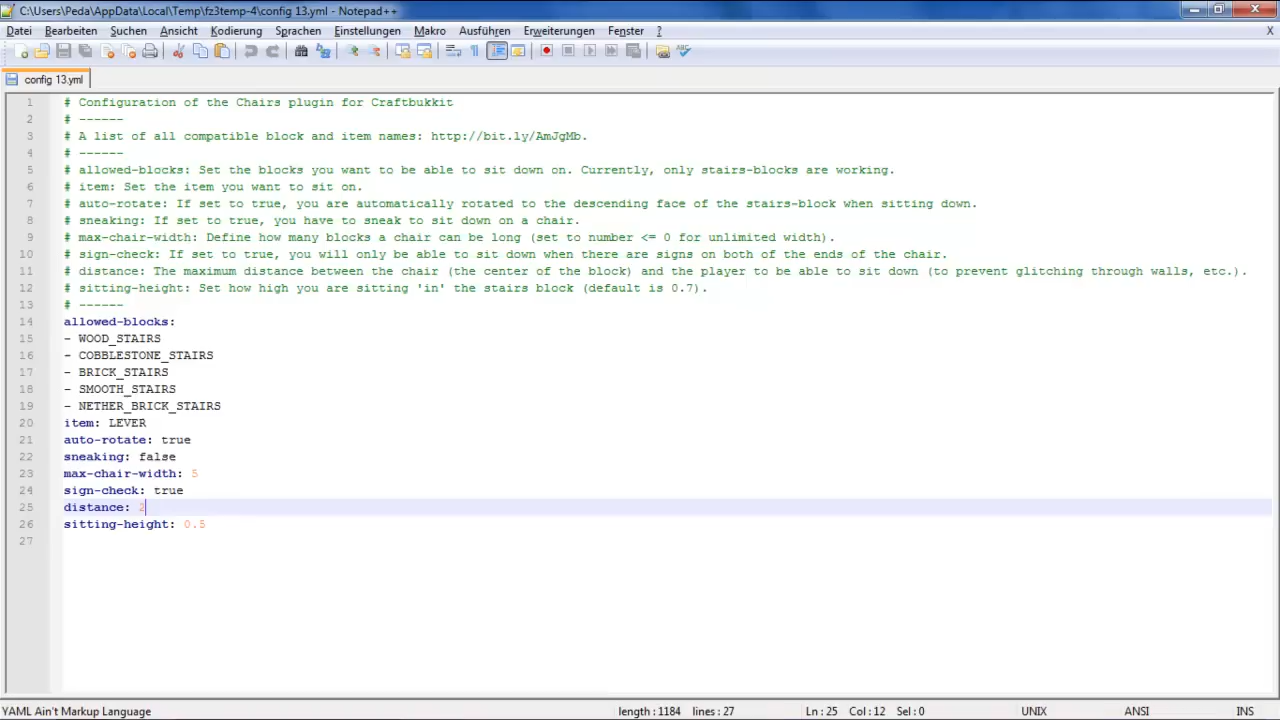 C:\Users\Peda\AppData\Local\Temp\fz3temp-4\config 13.yml - Notepad++
Datei Bearbeiten Suchen Ansicht Kodierung Sprachen Einstellungen Makro Ausführen Erweiterungen Fenster ? X
config 13.yml
1 # Configuration of the Chairs plugin for Craftbukkit
2 # ------
3 # A list of all compatible block and item names: http://bit.ly/AmJgMb.
4 # ------
5 # allowed-blocks: Set the blocks you want to be able to sit down on. Currently, only stairs-blocks are working.
6 # item: Set the item you want to sit on.
7 # auto-rotate: If set to true, you are automatically rotated to the descending face of the stairs-block when sitting down.
8 # sneaking: If set to true, you have to sneak to sit down on a chair.
9 # max-chair-width: Define how many blocks a chair can be long (set to number <= 0 for unlimited width).
10 # sign-check: If set to true, you will only be able to sit down when there are signs on both of the ends of the chair.
11 # distance: The maximum distance between the chair (the center of the block) and the player to be able to sit down (to prevent glitching through walls, etc.).
12 # sitting-height: Set how high you are sitting 'in' the stairs block (default is 0.7).
13 # ------
14 allowed-blocks:
15 - WOOD_STAIRS
16 - COBBLESTONE_STAIRS
17 - BRICK_STAIRS
18 - SMOOTH_STAIRS
19 - NETHER_BRICK_STAIRS
20 item: LEVER
21 auto-rotate: true
22 sneaking: false
23 max-chair-width: 5
24 sign-check: true
25 distance: 2
26 sitting-height: 0.5
27
YAML Ain't Markup Language length : 1184 lines : 27 Ln : 25 Col : 12 Sel : 0 UNIX ANSI INS